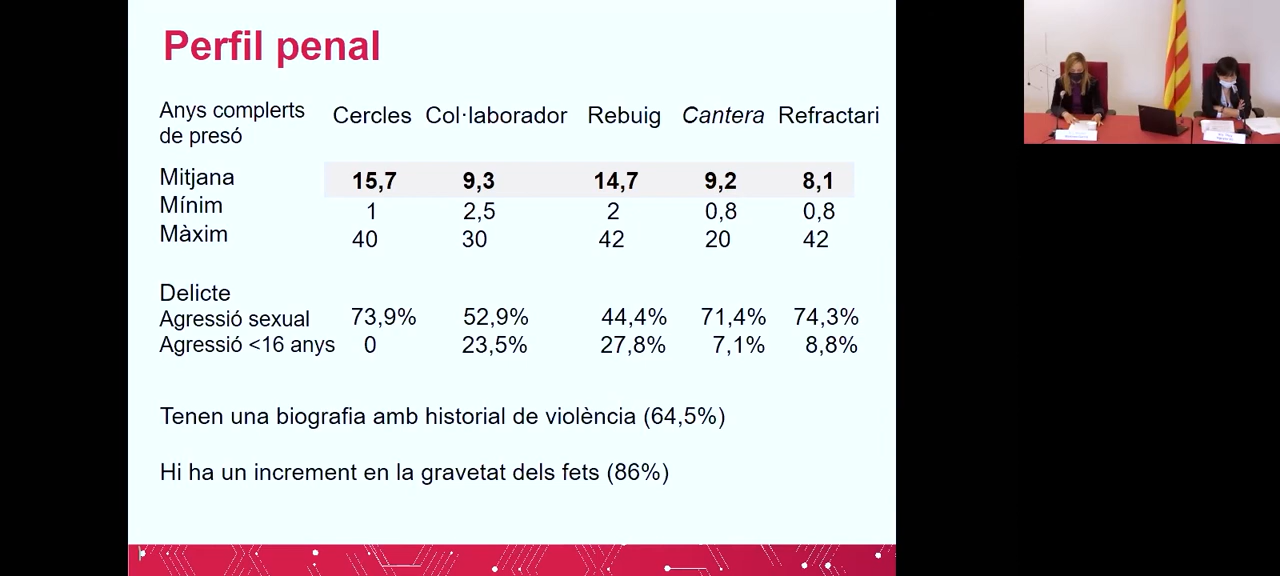 Perfil penal
Anys complerts de presó
Cercles Col·laborador Rebuig Cantera Refractari
Mitjana 15,7 9,3 14,7 9,2 8,1
Mínim 1 2,5 2 0,8 0,8
Màxim 40 30 42 20 42
Delicte
Agressió sexual 73,9% 52,9% 44,4% 71,4% 74,3%
Agressió <16 anys 0 23,5% 27,8% 7,1% 8,8%
Tenen una biografia amb historial de violència (64,5%)
Hi ha un increment en la gravetat dels fets (86%)